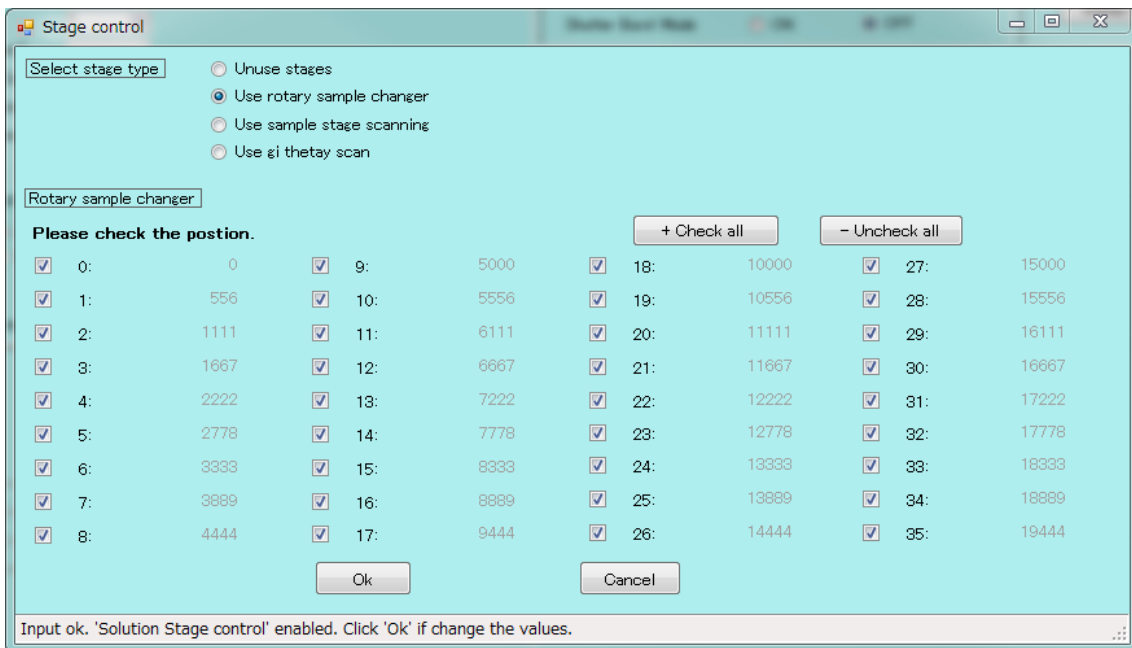 Stage control
Select stage type
Unuse stages
Use rotary sample changer
Use sample stage scanning
Use gi thetay scan
Rotary sample changer
Please check the postion.
+ Check all
- Uncheck all
0: 0 9: 5000 18: 10000 27: 15000
1: 556 10: 5556 19: 10556 28: 15556
2: 1111 11: 6111 20: 11111 29: 16111
3: 1667 12: 6667 21: 11667 30: 16667
4: 2222 13: 7222 22: 12222 31: 17222
5: 2778 14: 7778 23: 12778 32: 17778
6: 3333 15: 8333 24: 13333 33: 18333
7: 3889 16: 8889 25: 13889 34: 18889
8: 4444 17: 9444 26: 14444 35: 19444
Ok
Cancel
Input ok. 'Solution Stage control' enabled. Click 'Ok' if change the values.